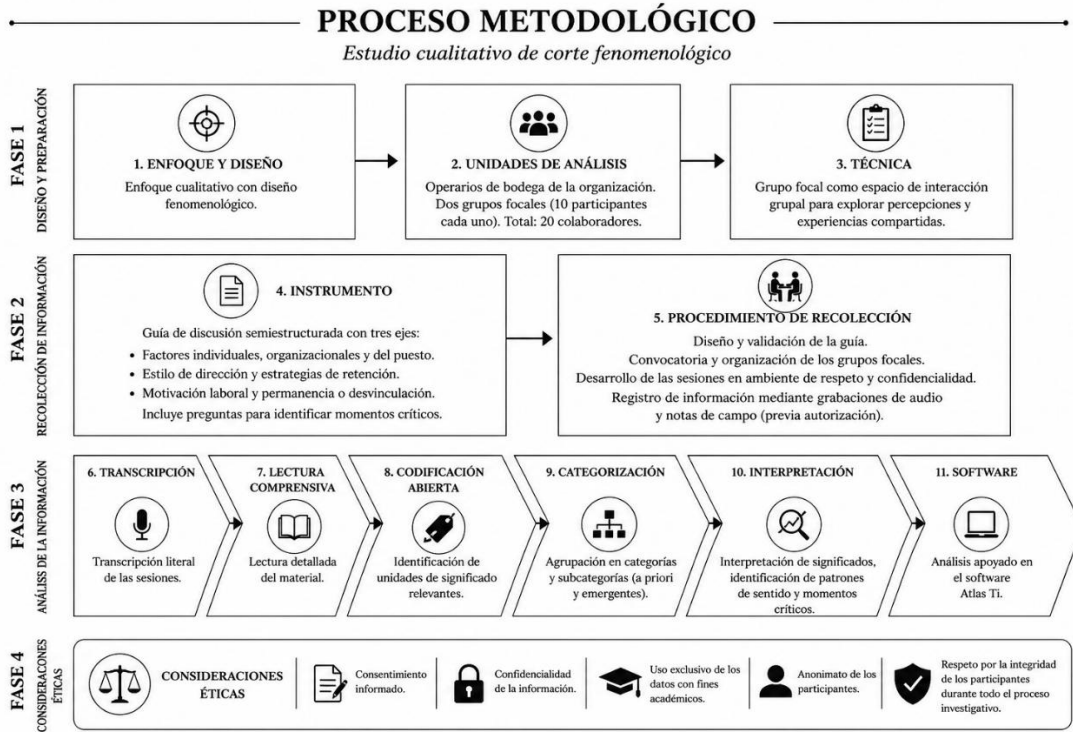 PROCESO METODOLÓGICO
Estudio cualitativo de corte fenomenológico
FASE 1
DISEÑO Y PREPARACIÓN
1. ENFOQUE Y DISEÑO
Enfoque cualitativo con diseño
fenomenológico.
2. UNIDADES DE ANÁLISIS
Operarios de bodega de la organización.
Dos grupos focales (10 participantes
cada uno). Total: 20 colaboradores.
3. TÉCNICA
Grupo focal como espacio de interacción
grupal para explorar percepciones y
experiencias compartidas.
FASE 2
RECOLECCIÓN DE INFORMACIÓN
4. INSTRUMENTO
Guía de discusión semiestructurada con tres ejes:
• Factores individuales, organizacionales y del puesto.
• Estilo de dirección y estrategias de retención.
• Motivación laboral y permanencia o desvinculación.
Incluye preguntas para identificar momentos críticos.
5. PROCEDIMIENTO DE RECOLECCIÓN
Diseño y validación de la guía.
Convocatoria y organización de los grupos focales.
Desarrollo de las sesiones en ambiente de respeto y confidencialidad.
Registro de información mediante grabaciones de audio
y notas de campo (previa autorización).
FASE 3
ANÁLISS DE LA INFORMACIÓN
6. TRANSCRIPCIÓN
Transcripción literal
de las sesiones.
7. LECTURA
COMPRENSIVA
Lectura detallada
del material.
8. CODIFICACIÓN
ABIERTA
Identificación de
unidades de significado
relevantes.
9. CATEGORIZACIÓN
Agrupación en categorías
y subcategorías (a priori
y emergentes).
10. INTERPRETACIÓN
Interpretación de significados,
identificación de patrones
de sentido y momentos
críticos.
11. SOFTWARE
Análisis apoyado en
el software
Atlas Ti.
FASE 4
CONSIDERACONES
ÉTICAS
CONSIDERACIONES
ÉTICAS
Consentimiento
informado.
Confidencialidad
de la información.
Uso exclusivo de los
datos con fines
académicos.
Anonimato de los
participantes.
Respeto por la integridad
de los participantes
durante todo el proceso
investigativo.